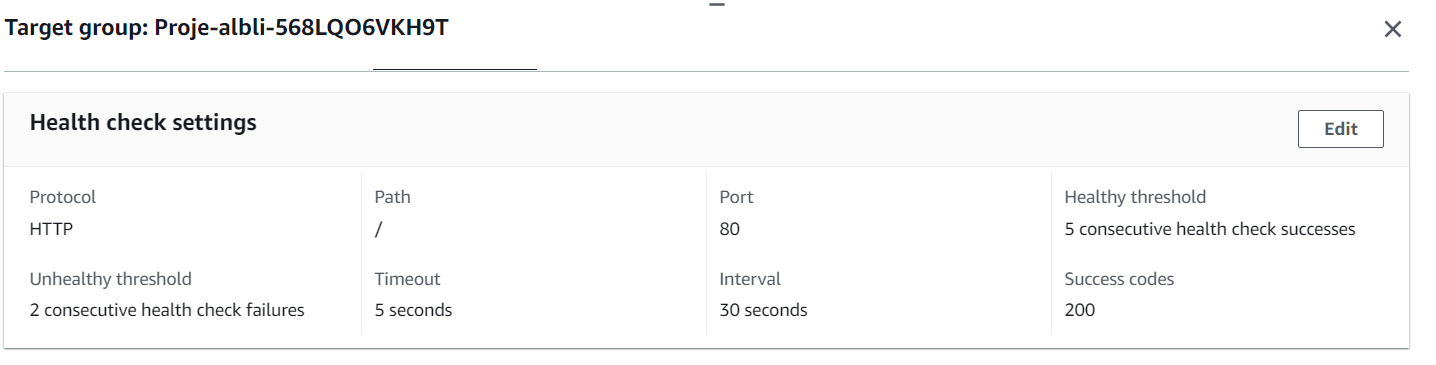 Target group: Proje-albli-568LQO6VKH9T
Health check settings
Edit
Protocol
HTTP
Path
/
Port
80
Healthy threshold
5 consecutive health check successes
Unhealthy threshold
2 consecutive health check failures
Timeout
5 seconds
Interval
30 seconds
Success codes
200